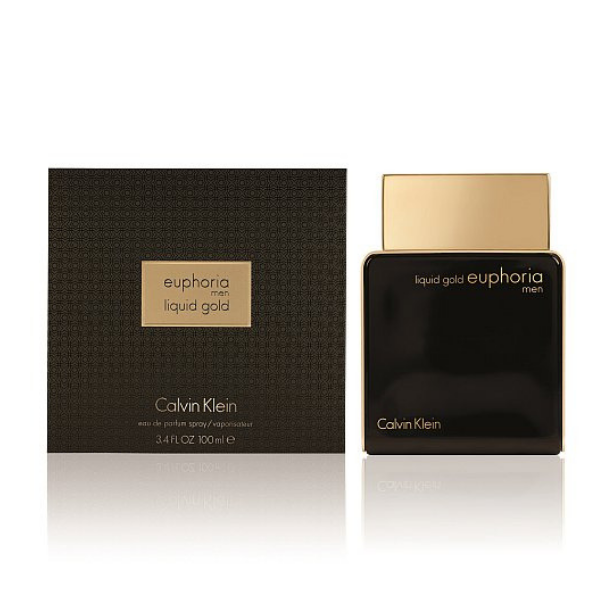 euphoria
men
liquid gold
Calvin Klein
eau de parfum spray/vaporisateur
3.4 FL OZ 100 ml ℮
liquid gold euphoria
men
Calvin Klein